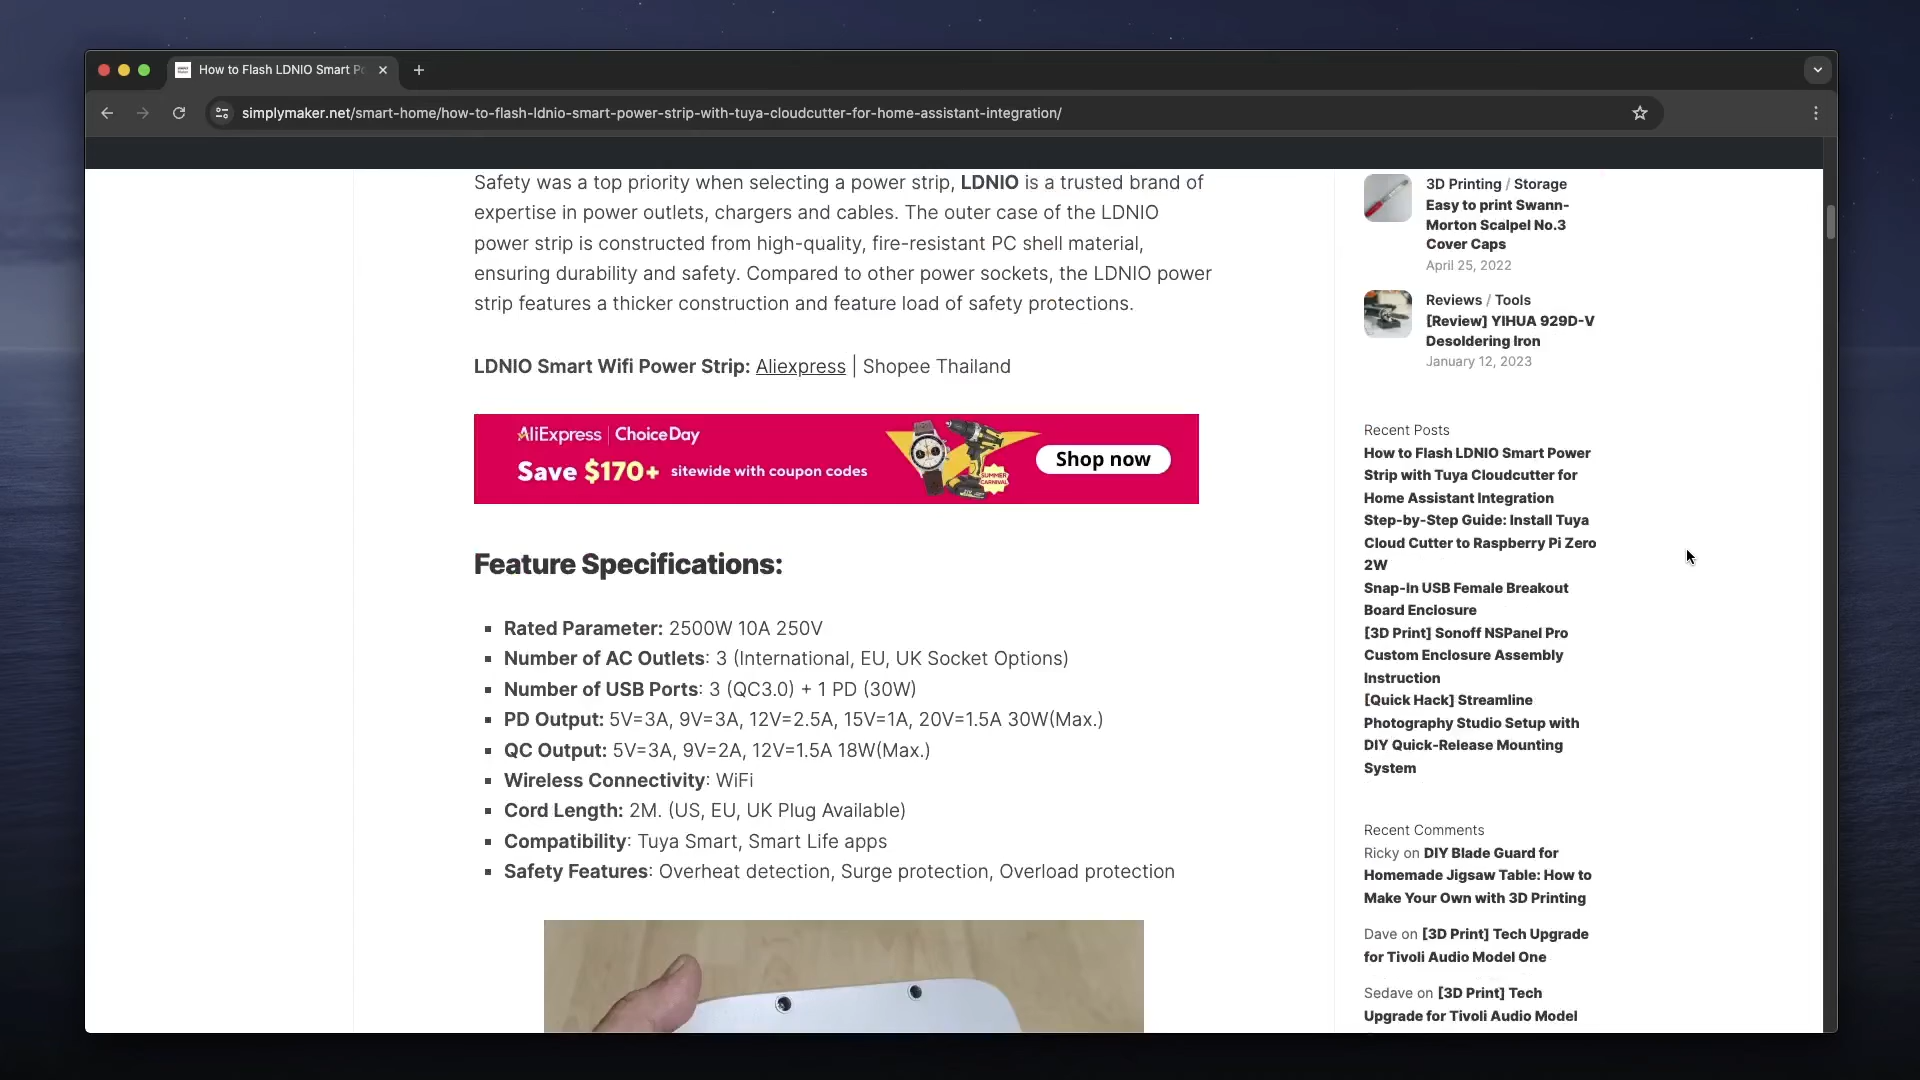 How to Flash LDNIO Smart Po
simplymaker.net/smart-home/how-to-flash-ldnio-smart-power-strip-with-tuya-cloudcutter-for-home-assistant-integration/
Safety was a top priority when selecting a power strip, LDNIO is a trusted brand of
expertise in power outlets, chargers and cables. The outer case of the LDNIO
power strip is constructed from high-quality, fire-resistant PC shell material,
ensuring durability and safety. Compared to other power sockets, the LDNIO power
strip features a thicker construction and feature load of safety protections.
LDNIO Smart Wifi Power Strip: Aliexpress | Shopee Thailand
AliExpress | Choice Day
Save $170+ sitewide with coupon codes
SUMMER
CARNIVAL
Shop now
Feature Specifications:
▪ Rated Parameter: 2500W 10A 250V
▪ Number of AC Outlets: 3 (International, EU, UK Socket Options)
▪ Number of USB Ports: 3 (QC3.0) + 1 PD (30W)
▪ PD Output: 5V=3A, 9V=3A, 12V=2.5A, 15V=1A, 20V=1.5A 30W(Max.)
▪ QC Output: 5V=3A, 9V=2A, 12V=1.5A 18W(Max.)
▪ Wireless Connectivity: WiFi
▪ Cord Length: 2M. (US, EU, UK Plug Available)
▪ Compatibility: Tuya Smart, Smart Life apps
▪ Safety Features: Overheat detection, Surge protection, Overload protection
3D Printing / Storage
Easy to print Swann-
Morton Scalpel No.3
Cover Caps
April 25, 2022
Reviews / Tools
[Review] YIHUA 929D-V
Desoldering Iron
January 12, 2023
Recent Posts
How to Flash LDNIO Smart Power
Strip with Tuya Cloudcutter for
Home Assistant Integration
Step-by-Step Guide: Install Tuya
Cloud Cutter to Raspberry Pi Zero
2W
Snap-In USB Female Breakout
Board Enclosure
[3D Print] Sonoff NSPanel Pro
Custom Enclosure Assembly
Instruction
[Quick Hack] Streamline
Photography Studio Setup with
DIY Quick-Release Mounting
System
Recent Comments
Ricky on DIY Blade Guard for
Homemade Jigsaw Table: How to
Make Your Own with 3D Printing
Dave on [3D Print] Tech Upgrade
for Tivoli Audio Model One
Sedave on [3D Print] Tech
Upgrade for Tivoli Audio Model